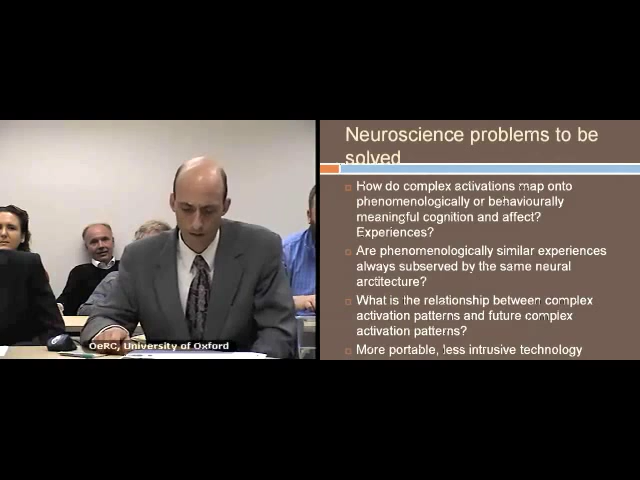 Neuroscience problems to be
solved
How do complex activations map onto
phenomenologically or behaviourally
meaningful cognition and affect?
Experiences?
Are phenomenologically similar experiences
always subserved by the same neural
arctitecture?
What is the relationship between complex
activation patterns and future complex
activation patterns?
More portable, less intrusive technology
OeRC, University of Oxford